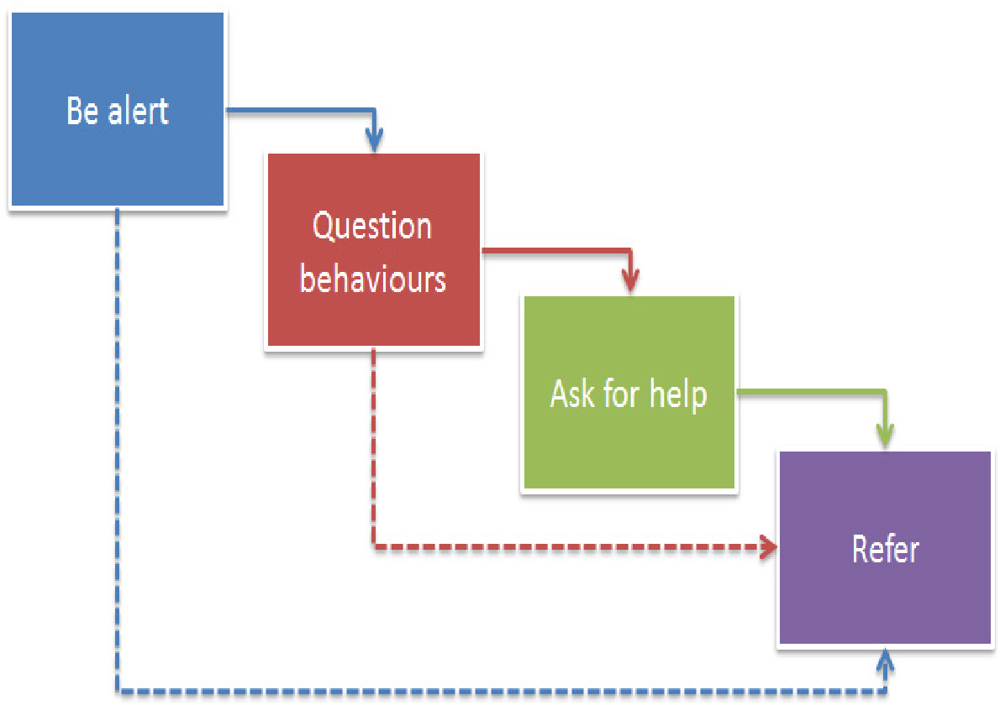 Be alert
Question
behaviours
Ask for help
Refer